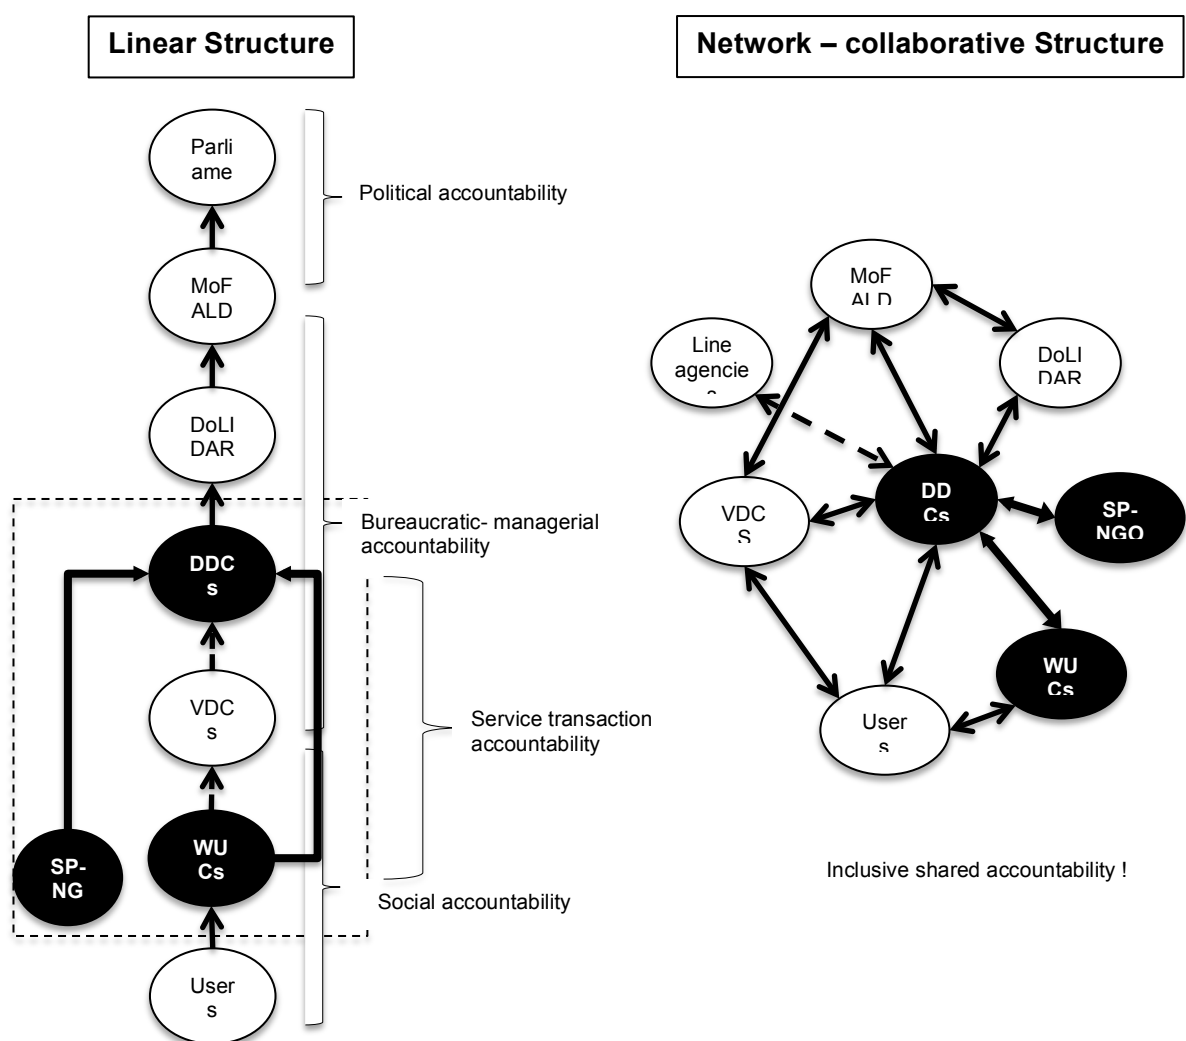 Linear Structure
Parli
ame
MoF
ALD
DoLI
DAR
DDC
s
VDC
s
WU
Cs
SP-
NG
User
s
Political accountability
Bureaucratic- managerial
accountability
Service transaction
accountability
Social accountability
Network – collaborative Structure
MoF
ALD
Line
agencie
DoLI
DAR
DD
Cs
SP-
NGO
VDC
S
WU
Cs
User
s
Inclusive shared accountability !